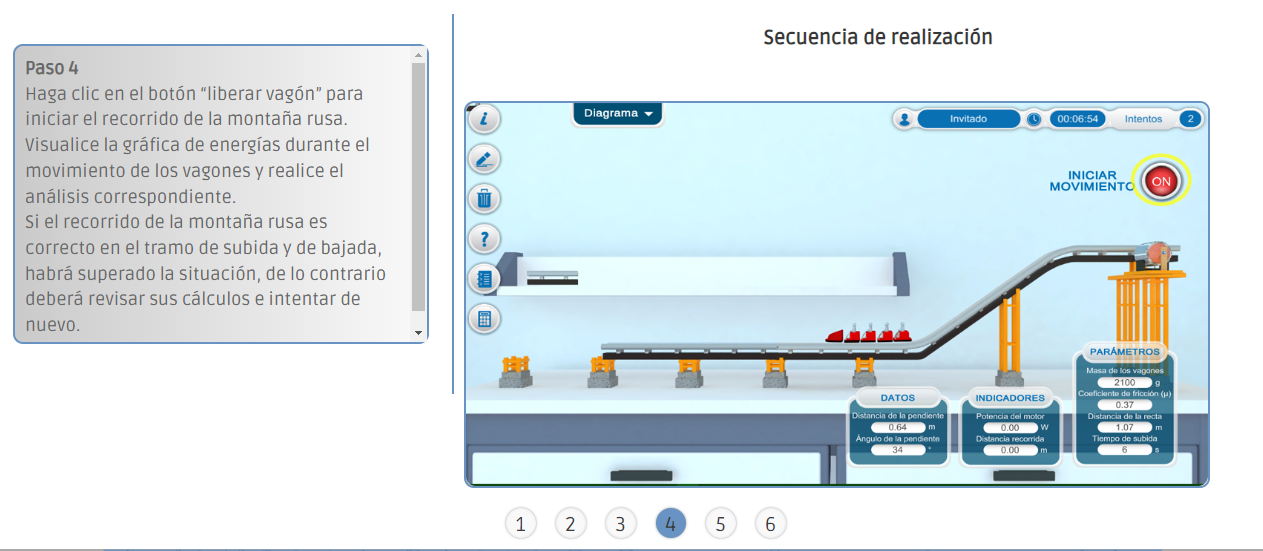 Secuencia de realización
Paso 4
Haga clic en el botón “liberar vagón” para
iniciar el recorrido de la montaña rusa.
Visualice la gráfica de energías durante el
movimiento de los vagones y realice el
análisis correspondiente.
Si el recorrido de la montaña rusa es
correcto en el tramo de subida y de bajada,
habrá superado la situación, de lo contrario
deberá revisar sus cálculos e intentar de
nuevo.
i
Diagrama
Invitado
00:06:54
Intentos
2
INICIAR
MOVIMIENTO
ON
?
DATOS
Distancia de la pendiente
0.64 m
Ángulo de la pendiente
34 °
INDICADORES
Potencia del motor
0.00 W
Distancia recorrida
0.00 m
PARÁMETROS
Masa de los vagones
2100 g
Coeficiente de fricción (μ)
0.37
Distancia de la recta
1.07 m
Tiempo de subida
6 s
1 2 3 4 5 6